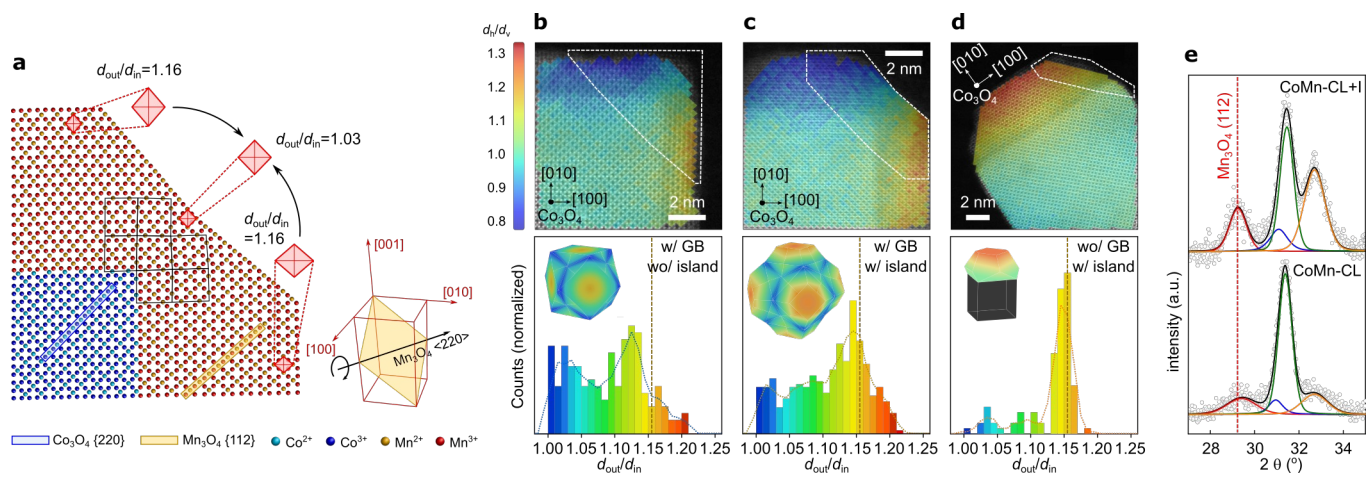 a
d_out/d_in=1.16
d_out/d_in=1.03
d_out/d_in
=1.16
[001]
[010]
[100]
Mn3O4 <220>
Co3O4 {220}
Mn3O4 {112}
Co2+
Co3+
Mn2+
Mn3+
d_h/d_v
1.3
1.2
1.1
1.0
0.9
0.8
b
[010]
[100]
Co3O4
2 nm
w/ GB
wo/ island
Counts (normalized)
1.00 1.05 1.10 1.15 1.20 1.25
d_out/d_in
c
2 nm
[010]
[100]
Co3O4
w/ GB
w/ island
1.00 1.05 1.10 1.15 1.20 1.25
d_out/d_in
d
[010]
[100]
Co3O4
2 nm
wo/ GB
w/ island
1.00 1.05 1.10 1.15 1.20 1.25
d_out/d_in
e
CoMn-CL+I
Mn3O4 (112)
CoMn-CL
intensity (a.u.)
28 30 32 34
2 θ (°)